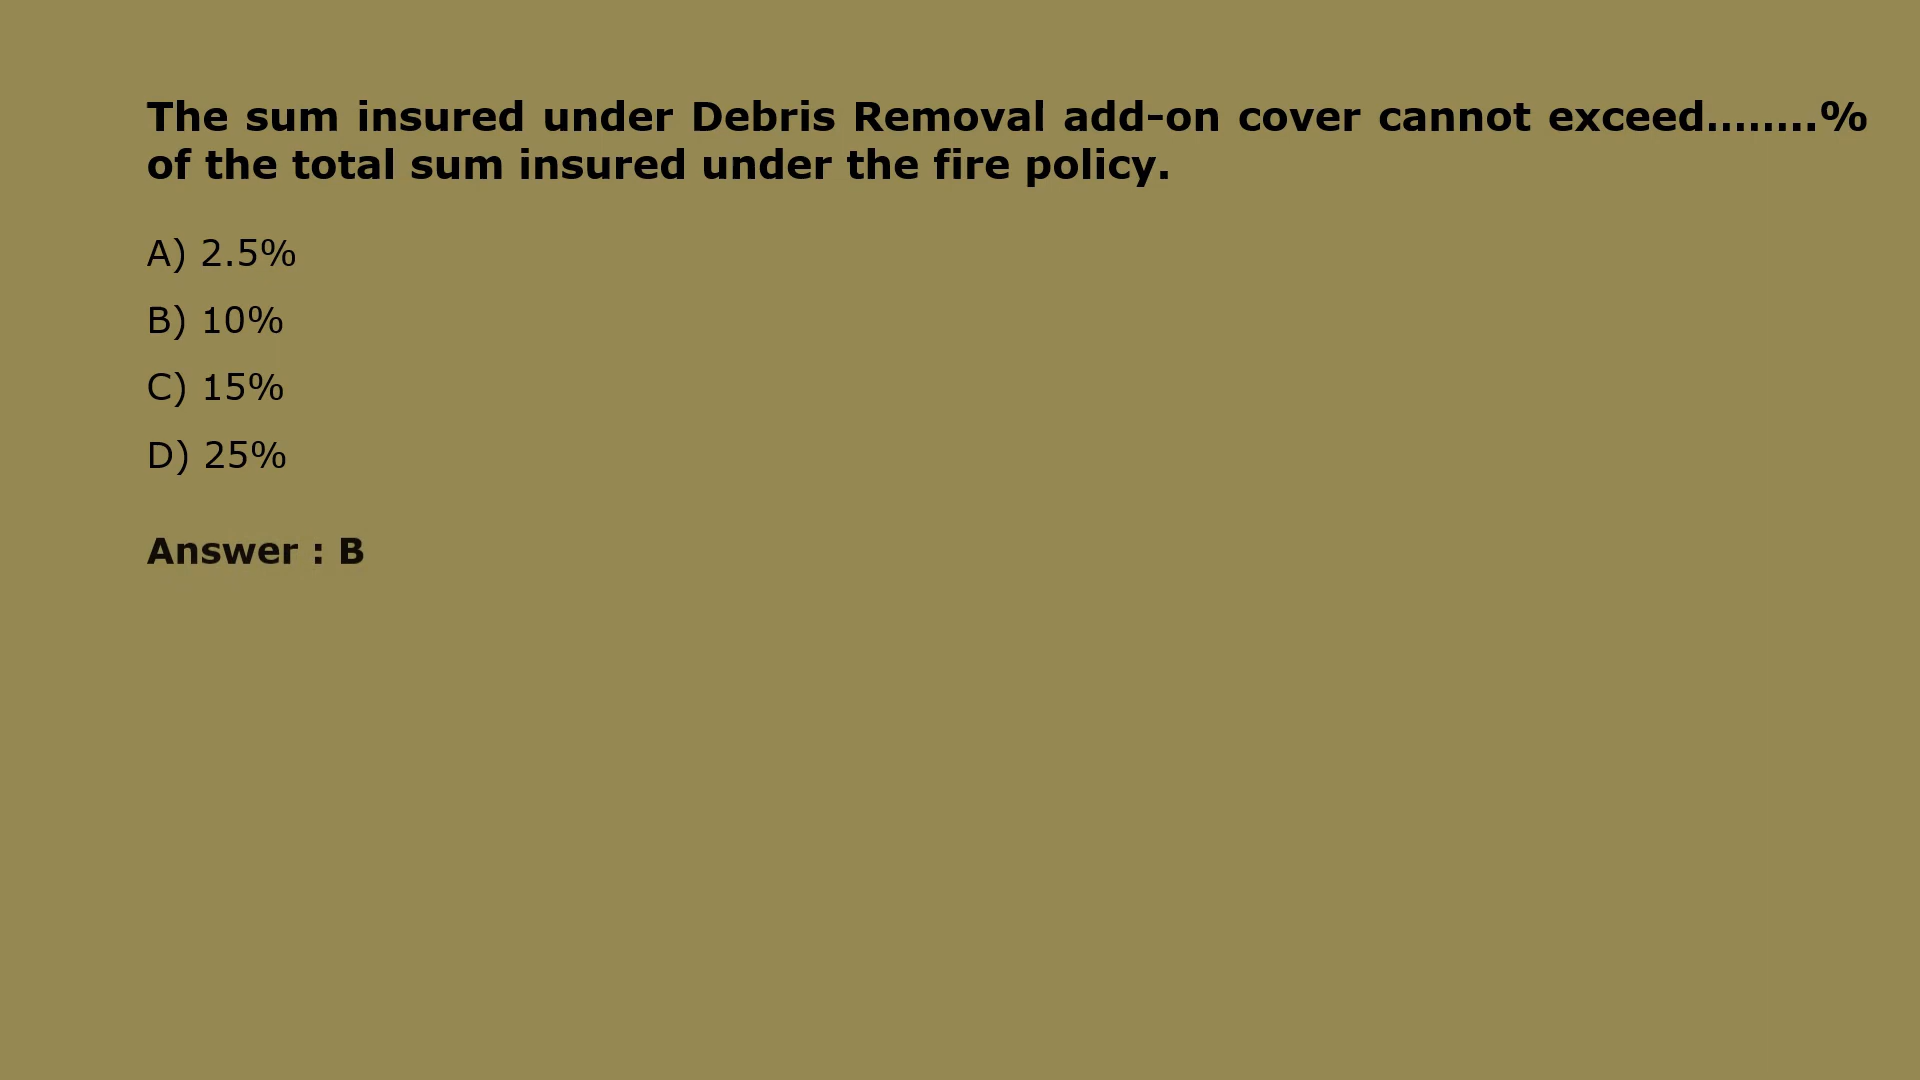 The sum insured under Debris Removal add-on cover cannot exceed........%
of the total sum insured under the fire policy.
A) 2.5%
B) 10%
C) 15%
D) 25%
Answer : B